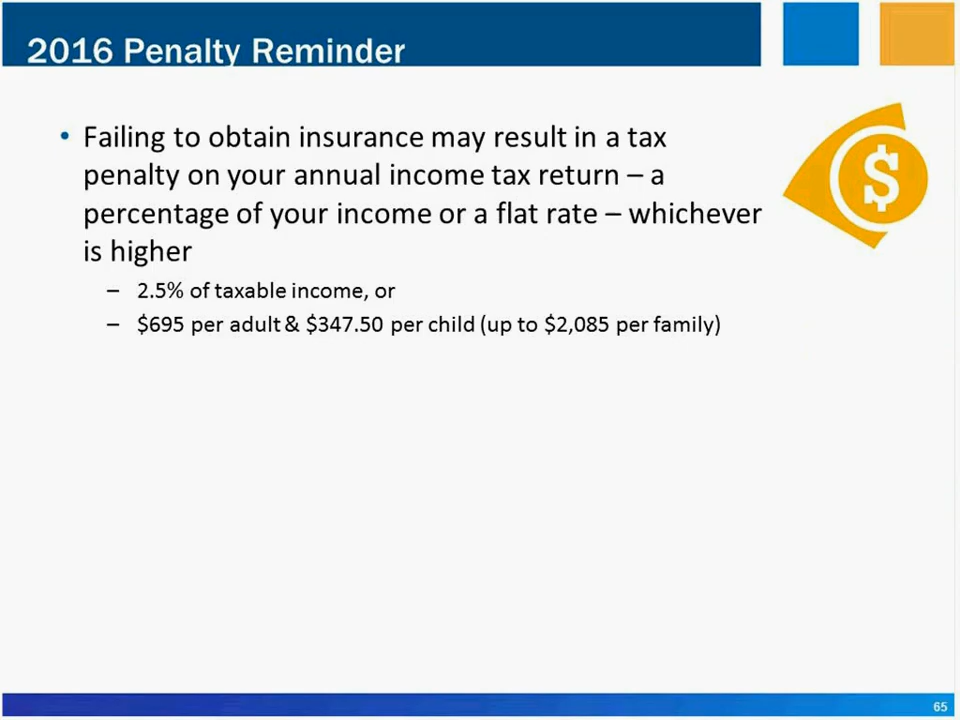 2016 Penalty Reminder
• Failing to obtain insurance may result in a tax
penalty on your annual income tax return – a
percentage of your income or a flat rate – whichever
is higher
– 2.5% of taxable income, or
– $695 per adult & $347.50 per child (up to $2,085 per family)
$
65